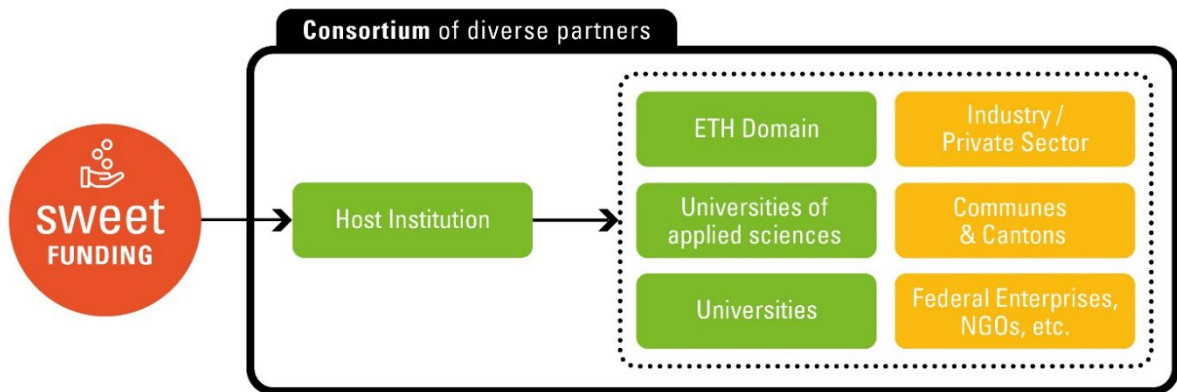 Consortium of diverse partners
sweet
FUNDING
Host Institution
ETH Domain
Industry /
Private Sector
Universities of
applied sciences
Communes
& Cantons
Universities
Federal Enterprises,
NGOs, etc.